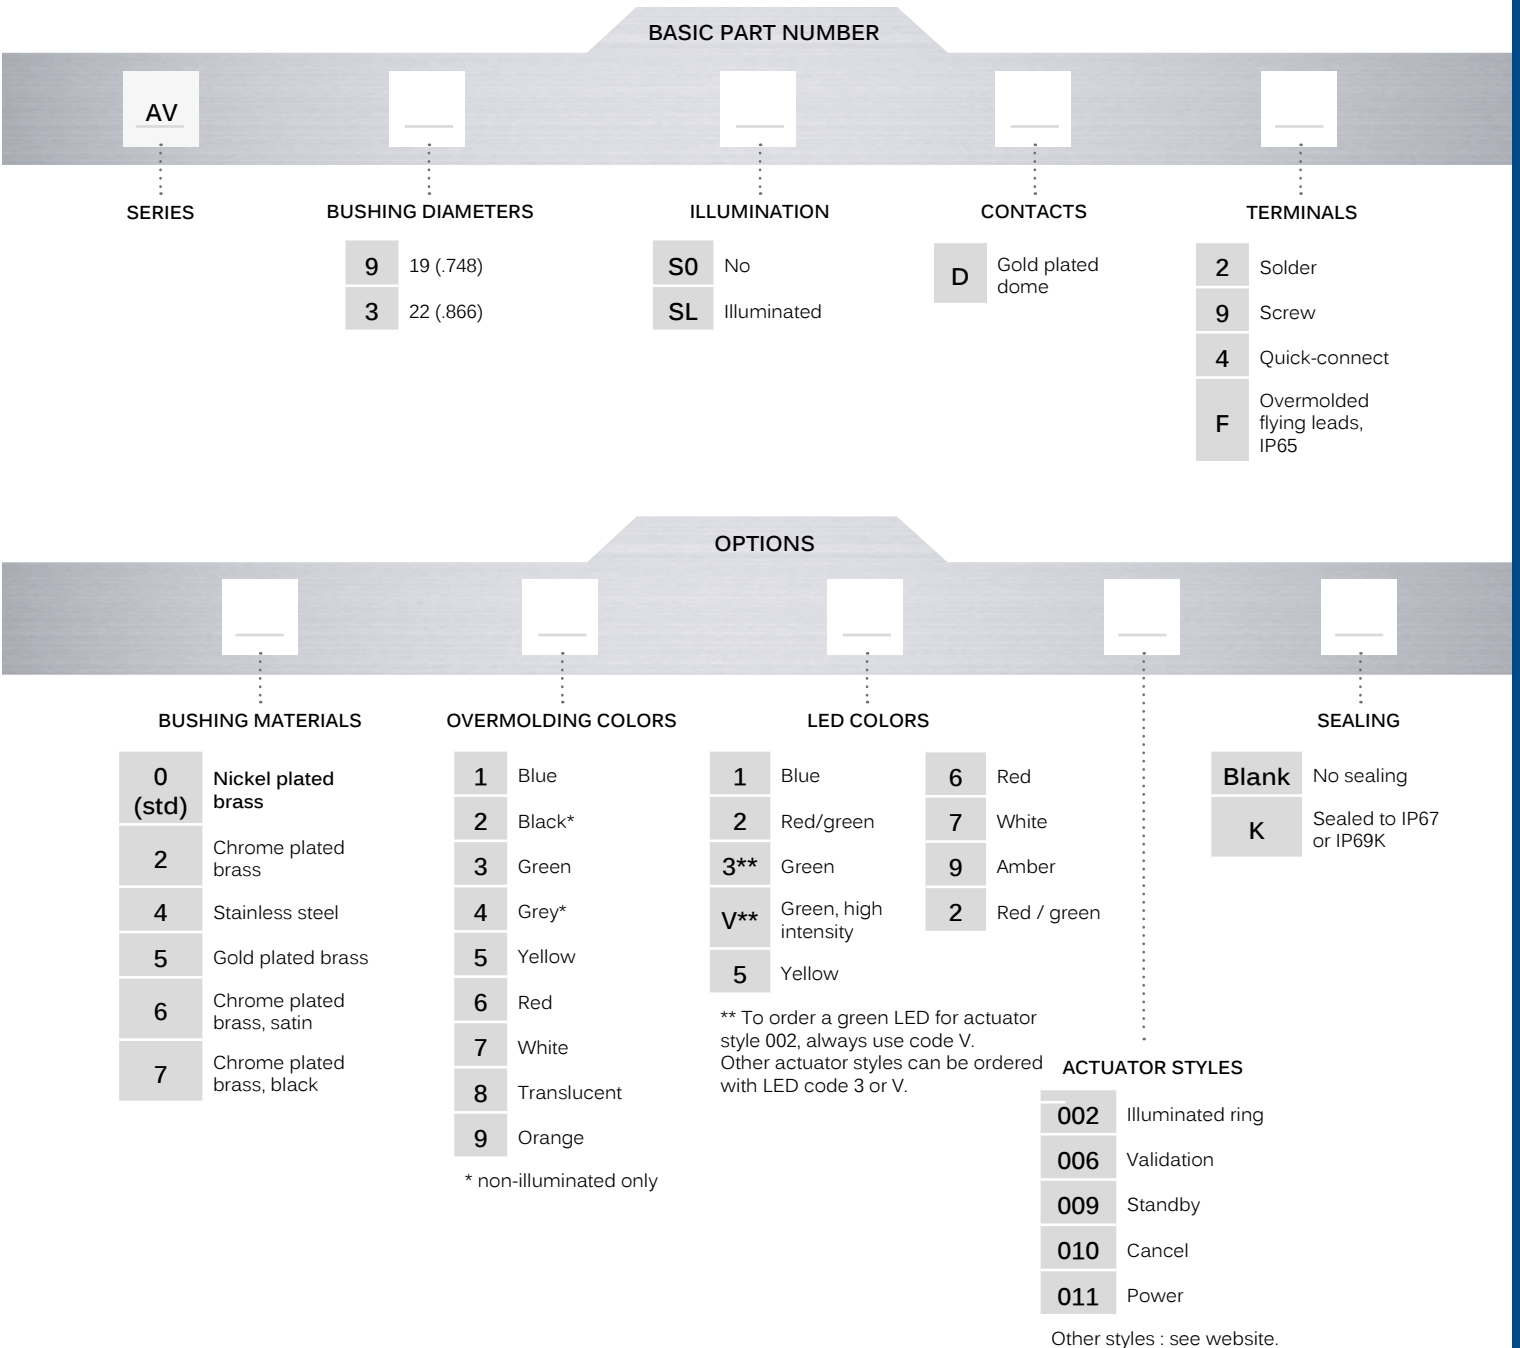 BASIC PART NUMBER
AV
SERIES
BUSHING DIAMETERS
9 19 (.748)
3 22 (.866)
ILLUMINATION
S0 No
SL Illuminated
CONTACTS
D Gold plated
dome
TERMINALS
2 Solder
9 Screw
4 Quick-connect
F Overmolded
flying leads,
IP65
OPTIONS
BUSHING MATERIALS
0 Nickel plated
(std) brass
2 Chrome plated
brass
4 Stainless steel
5 Gold plated brass
6 Chrome plated
brass, satin
7 Chrome plated
brass, black
OVERMOLDING COLORS
1 Blue
2 Black*
3 Green
4 Grey*
5 Yellow
6 Red
7 White
8 Translucent
9 Orange
* non-illuminated only
LED COLORS
1 Blue
2 Red/green
3** Green
V** Green, high
intensity
5 Yellow
6 Red
7 White
9 Amber
2 Red / green
** To order a green LED for actuator
style 002, always use code V.
Other actuator styles can be ordered
with LED code 3 or V.
ACTUATOR STYLES
002 Illuminated ring
006 Validation
009 Standby
010 Cancel
011 Power
Other styles : see website.
SEALING
Blank No sealing
K Sealed to IP67
or IP69K